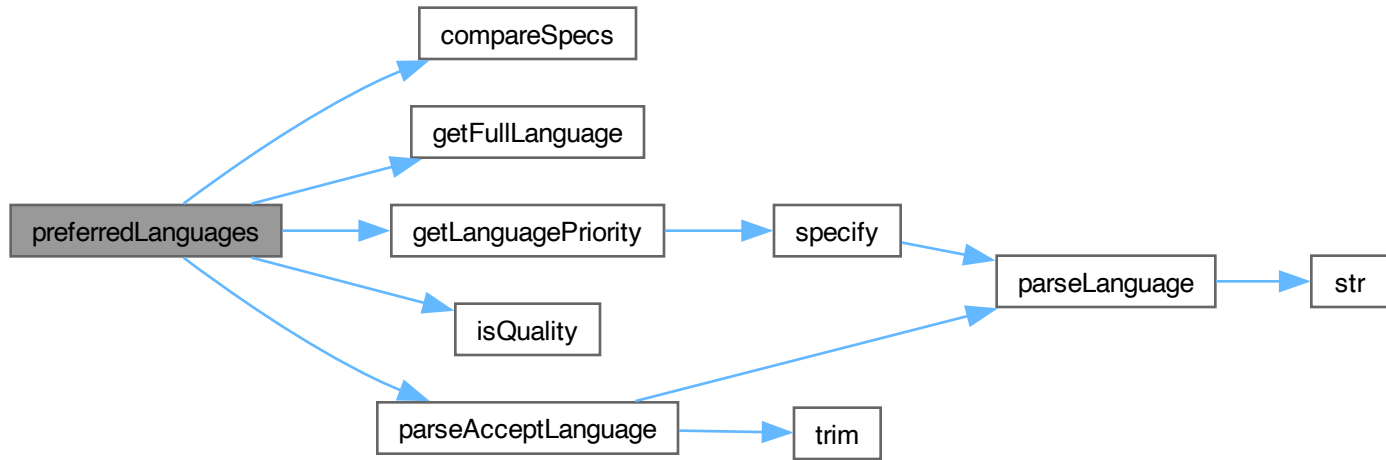 compareSpecs
getFullLanguage
preferredLanguages
getLanguagePriority
specify
parseLanguage
str
isQuality
parseAcceptLanguage
trim